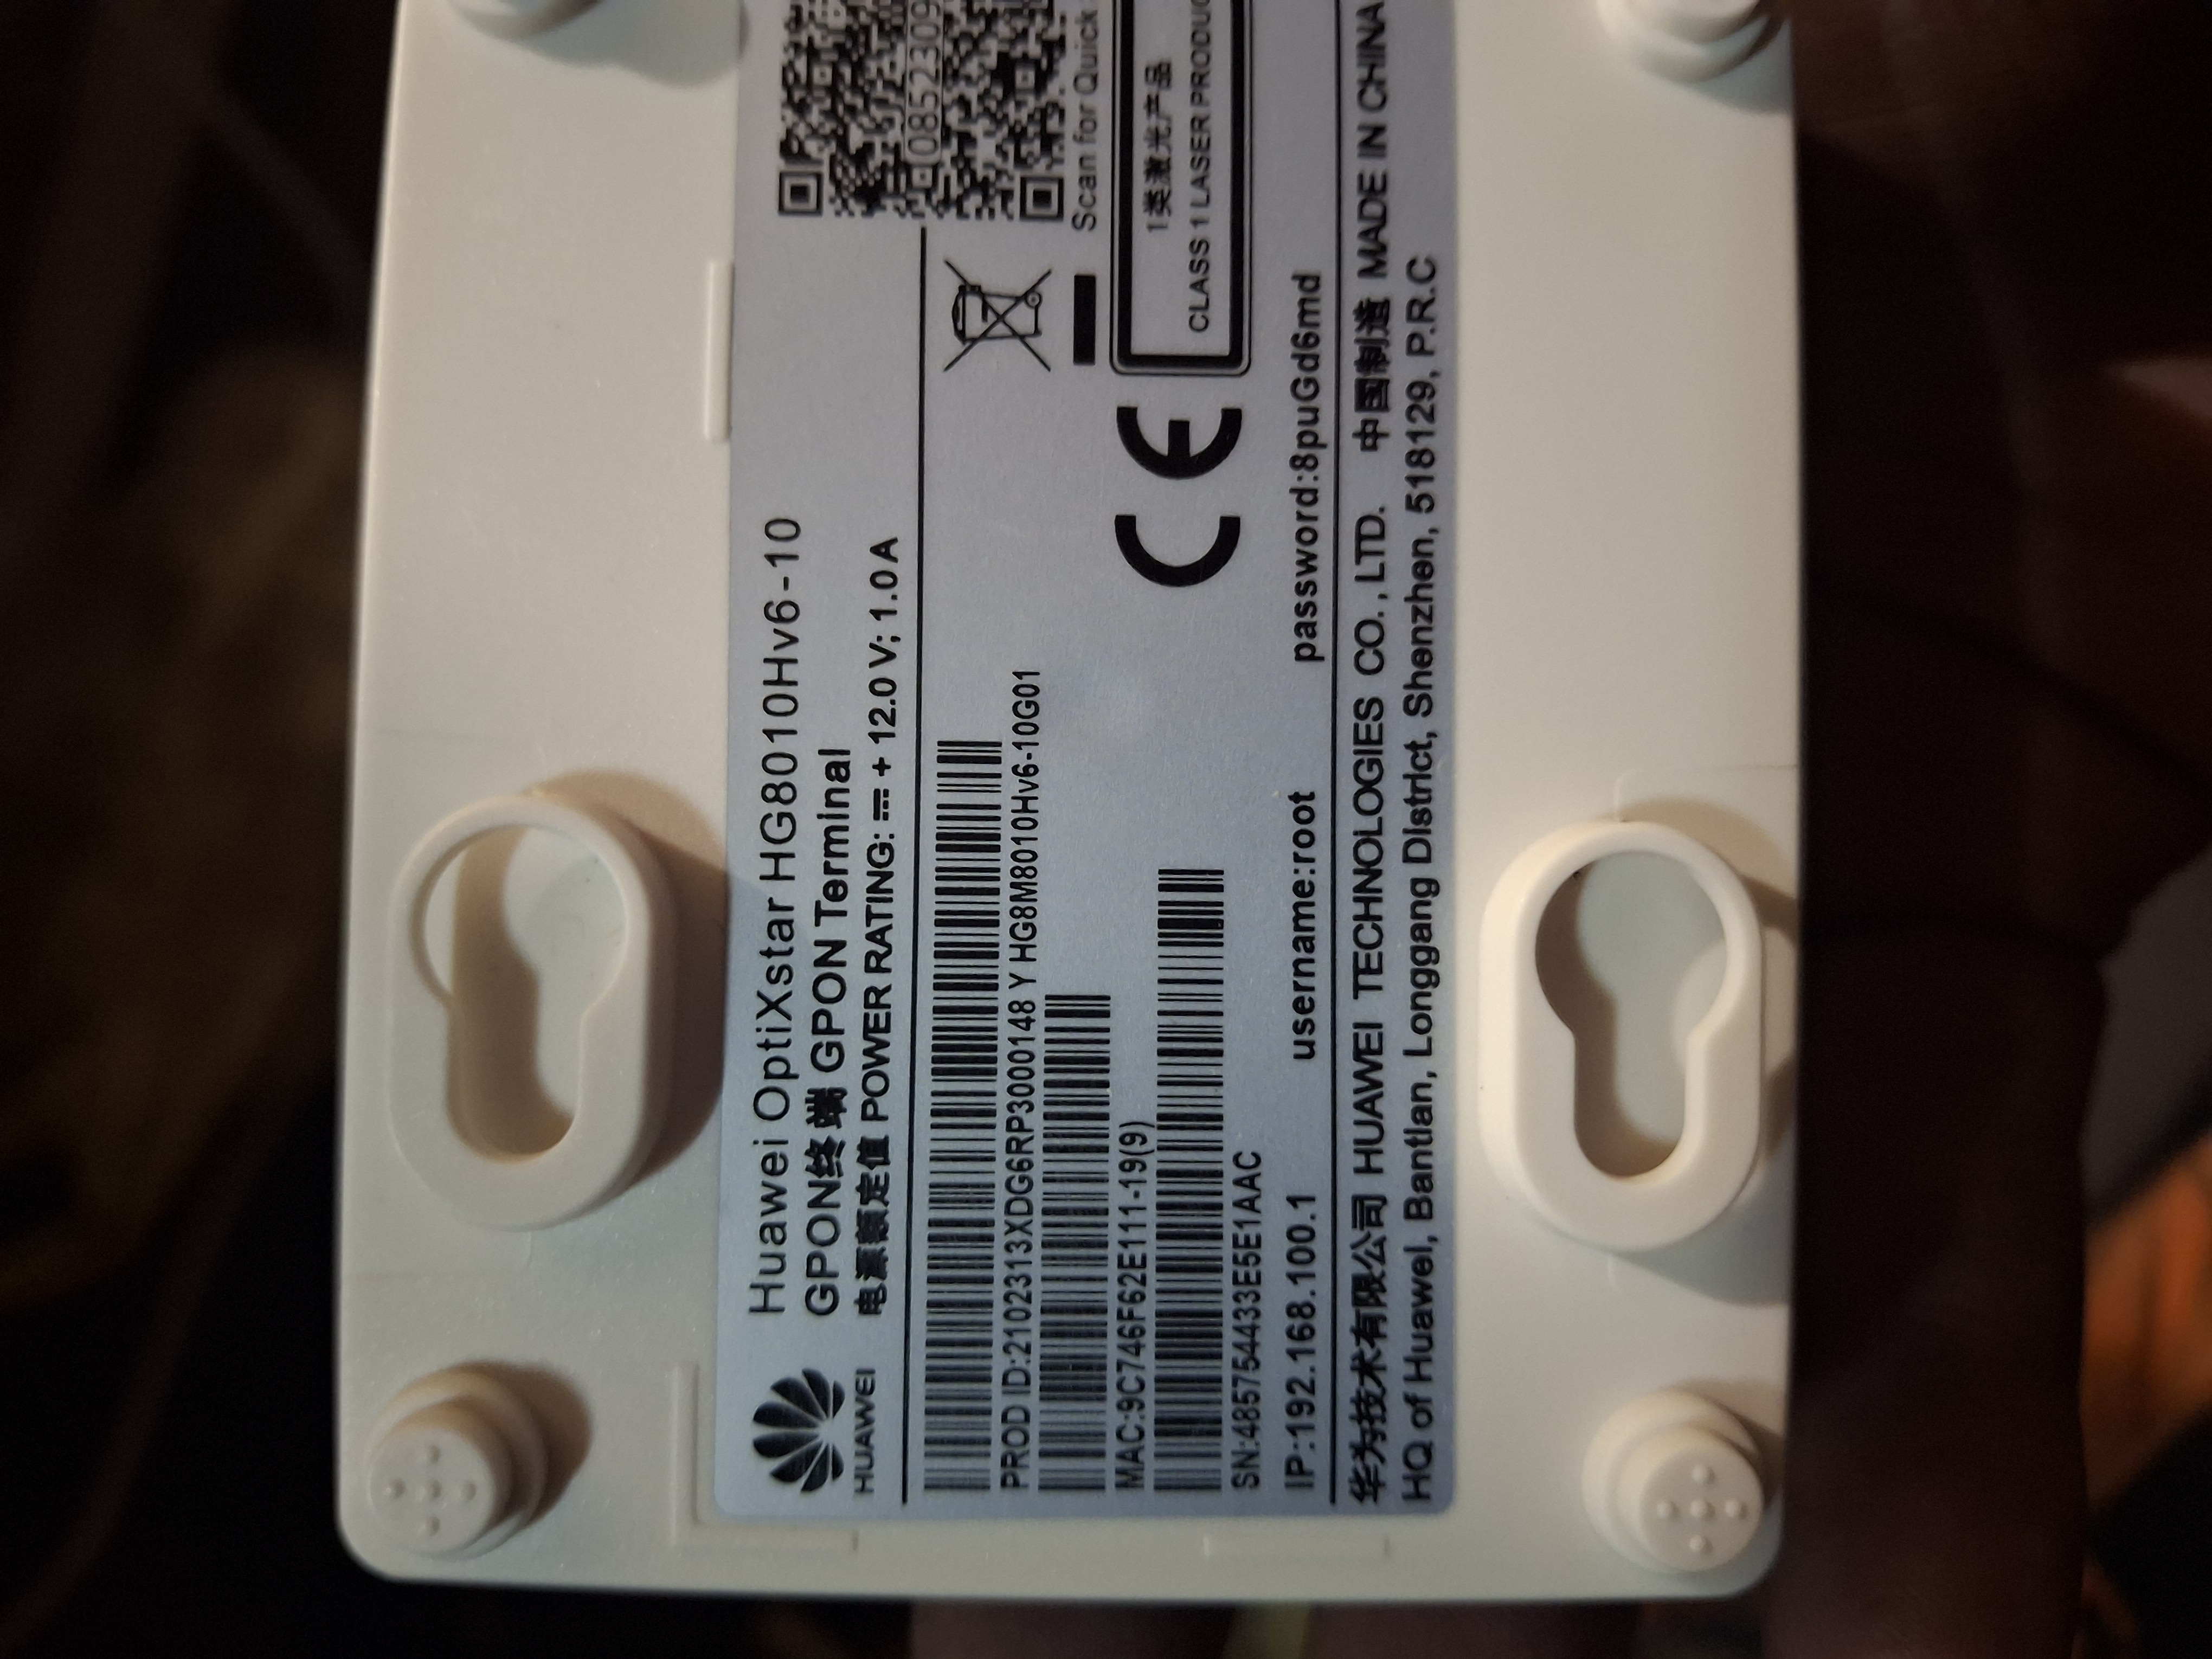 HUAWEI
Huawei OptiXstar HG8010Hv6-10
GPON终端 GPON Terminal
电源额定值 POWER RATING: ⎓ + 12.0 V; 1.0 A
PROD ID:2102313XDG6RP3000148 Y HG8M8010Hv6-10G01
MAC:9C746F62E111-19(9)
SN:485754433E5E1AAC
CE
0852309
Scan for Quick
1类激光产品
CLASS 1 LASER PRODUC
IP:192.168.100.1 username:root password:8puGd6md
华为技术有限公司 HUAWEI TECHNOLOGIES CO., LTD. 中国制造 MADE IN CHINA
HQ of Huawei, Bantian, Longgang District, Shenzhen, 518129, P.R.C